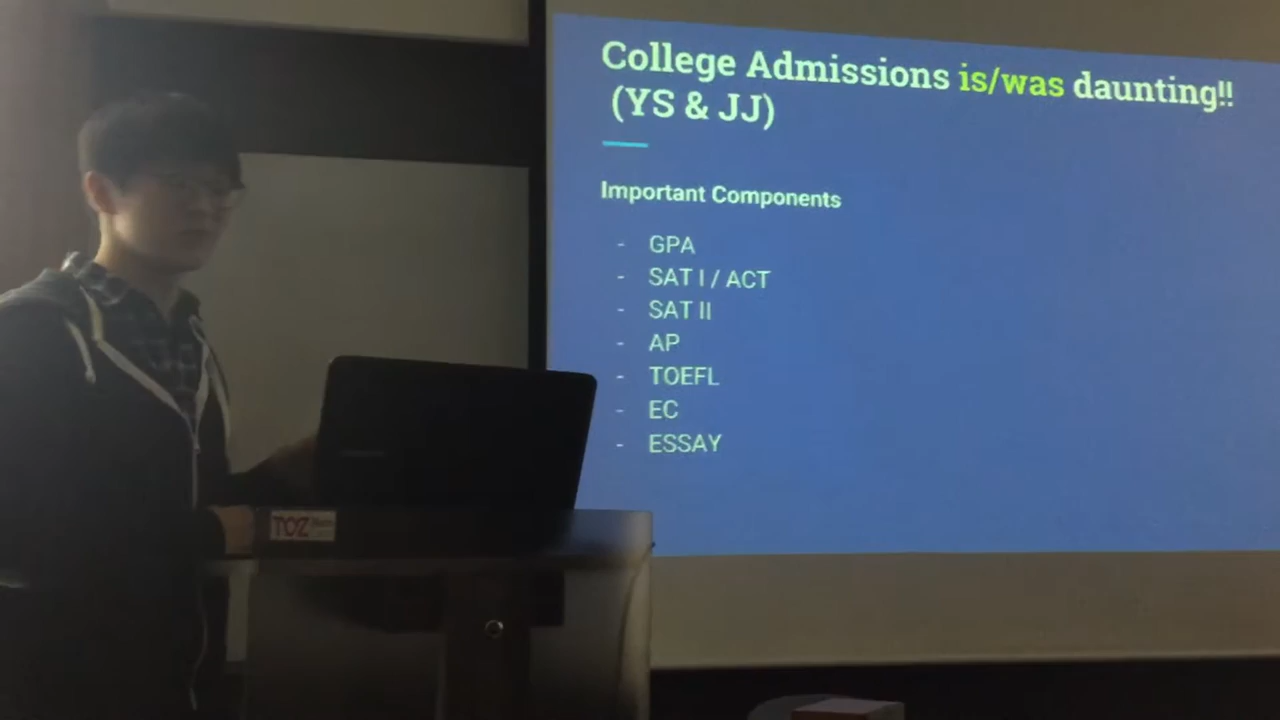 College Admissions is/was daunting!!
(YS & JJ)
Important Components
- GPA
- SAT I / ACT
- SAT II
- AP
- TOEFL
- EC
- ESSAY
TOZ